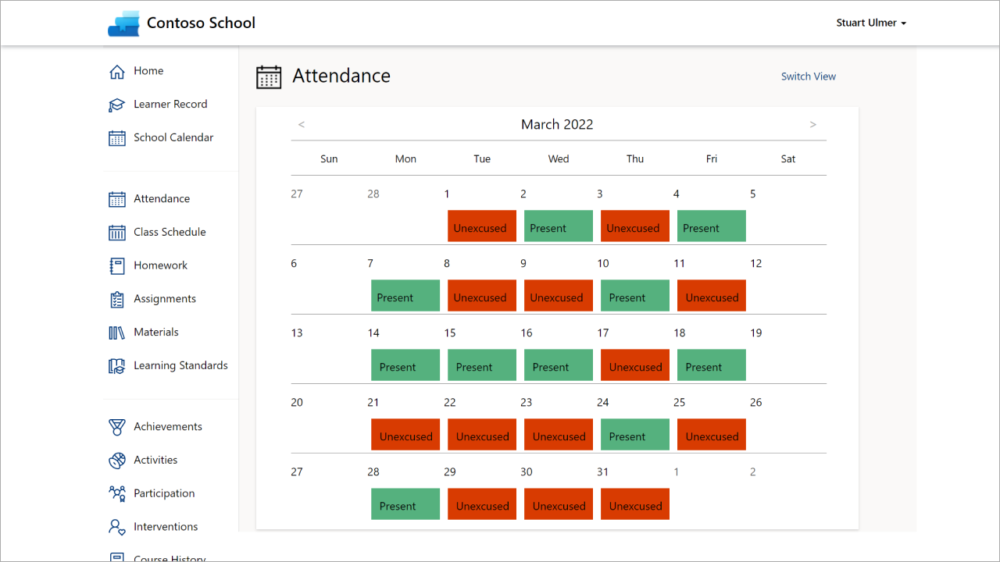 Contoso School
Stuart Ulmer
Home
Learner Record
School Calendar
Attendance
Class Schedule
Homework
Assignments
Materials
Learning Standards
Achievements
Activities
Participation
Interventions
Course History
Attendance
Switch View
< March 2022 >
Sun Mon Tue Wed Thu Fri Sat
27 28 1 2 3 4 5
Unexcused Present Unexcused Present
6 7 8 9 10 11 12
Present Unexcused Unexcused Present Unexcused
13 14 15 16 17 18 19
Present Present Present Unexcused Present
20 21 22 23 24 25 26
Unexcused Unexcused Unexcused Present Unexcused
27 28 29 30 31 1 2
Present Unexcused Unexcused Unexcused